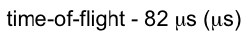 time-of-flight - 82 μs (μs)